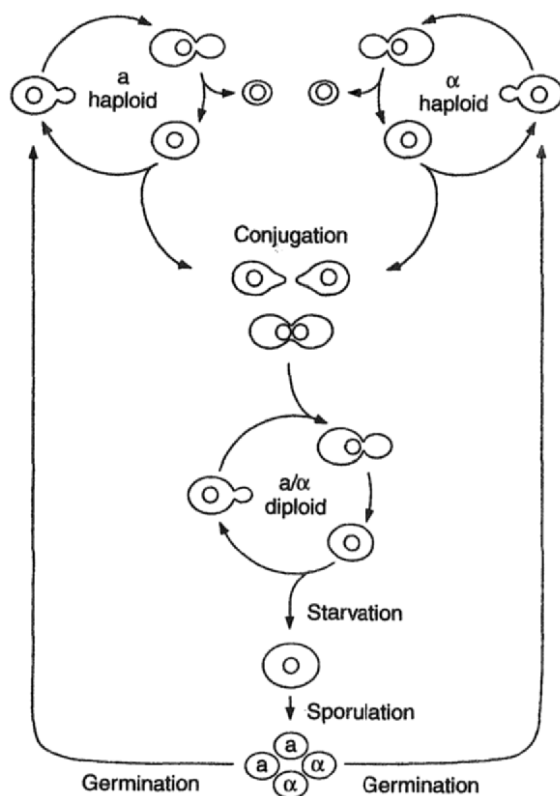 a
haploid
α
haploid
Conjugation
a/α
diploid
Starvation
Sporulation
a
a
α
α
Germination
Germination